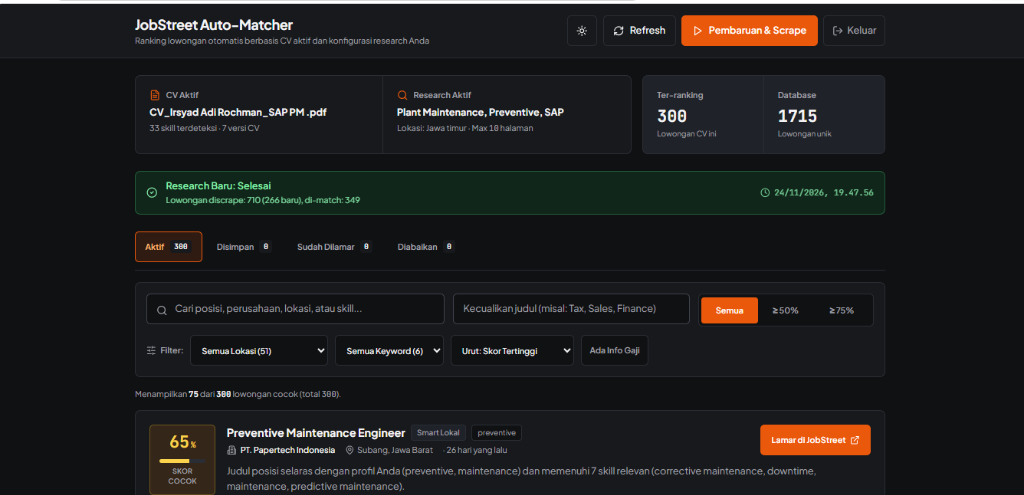 JobStreet Auto-Matcher
Ranking lowongan otomatis berbasis CV aktif dan konfigurasi research Anda
Refresh
Pembaruan & Scrape
Keluar
CV Aktif
CV_Irsyad Adi Rochman_SAP PM .pdf
33 skill terdeteksi · 7 versi CV
Research Aktif
Plant Maintenance, Preventive, SAP
Lokasi: Jawa timur · Max 10 halaman
Ter-ranking
300
Lowongan CV ini
Database
1715
Lowongan unik
Research Baru: Selesai
Lowongan discrape: 710 (266 baru), di-match: 349
24/11/2026, 19.47.56
Aktif 300
Disimpan 0
Sudah Dilamar 0
Diabaikan 0
Cari posisi, perusahaan, lokasi, atau skill...
Kecualikan judul (misal: Tax, Sales, Finance)
Semua
≥50%
≥75%
Filter:
Semua Lokasi (51)
Semua Keyword (6)
Urut: Skor Tertinggi
Ada Info Gaji
Menampilkan 75 dari 300 lowongan cocok (total 300).
65%
SKOR
COCOK
Preventive Maintenance Engineer
Smart Lokal
preventive
PT. Papertech Indonesia
Subang, Jawa Barat
· 26 hari yang lalu
Judul posisi selaras dengan profil Anda (preventive, maintenance) dan memenuhi 7 skill relevan (corrective maintenance, downtime,
maintenance, predictive maintenance).
Lamar di JobStreet